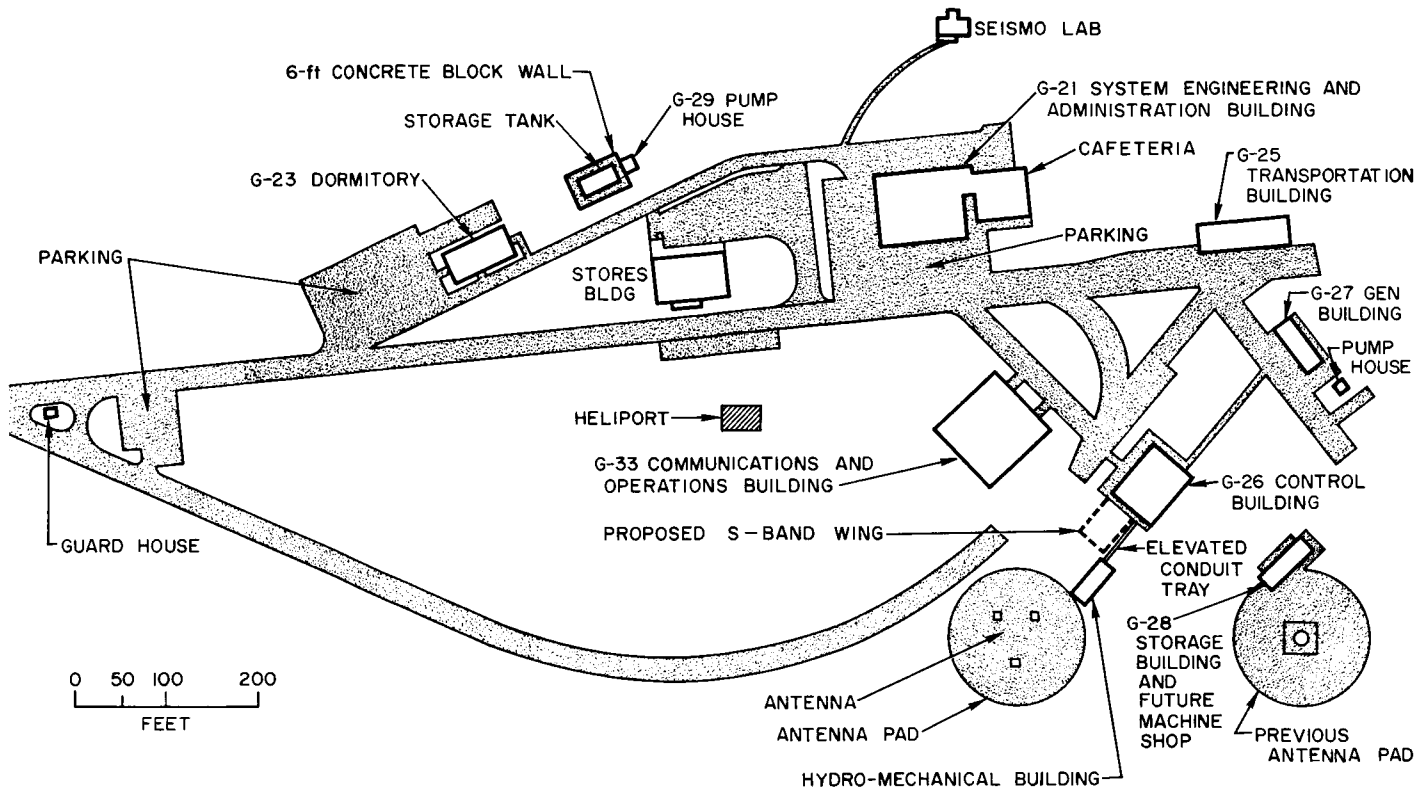 SEISMO LAB
6-ft CONCRETE BLOCK WALL
G-29 PUMP
HOUSE
STORAGE TANK
G-21 SYSTEM ENGINEERING AND
ADMINISTRATION BUILDING
G-23 DORMITORY
CAFETERIA
G-25
TRANSPORTATION
BUILDING
PARKING
PARKING
STORES
BLDG
G-27 GEN
BUILDING
PUMP
HOUSE
HELIPORT
G-33 COMMUNICATIONS AND
OPERATIONS BUILDING
G-26 CONTROL
BUILDING
PROPOSED S-BAND WING
GUARD HOUSE
ELEVATED
CONDUIT
TRAY
G-28
STORAGE
BUILDING
AND
FUTURE
MACHINE
SHOP
0 50 100 200
FEET
ANTENNA
ANTENNA PAD
PREVIOUS
ANTENNA PAD
HYDRO-MECHANICAL BUILDING